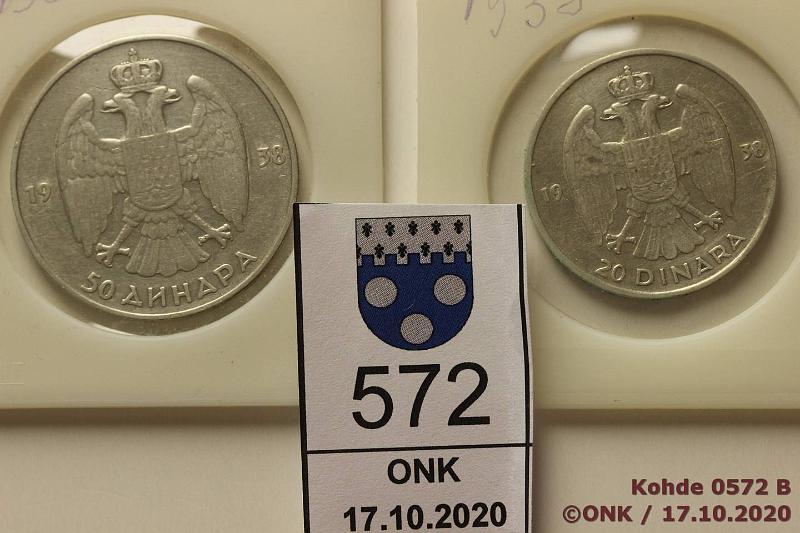 1938
19 38
50 ДИНАРА
19 38
20 DINARA
572
ONK
17.10.2020
Kohde 0572 B
©ONK / 17.10.2020